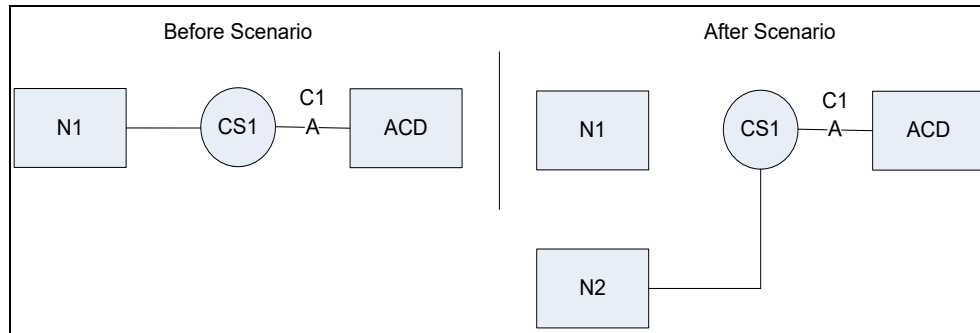 Before Scenario
After Scenario
N1
CS1
C1
A
ACD
N1
CS1
C1
A
ACD
N2